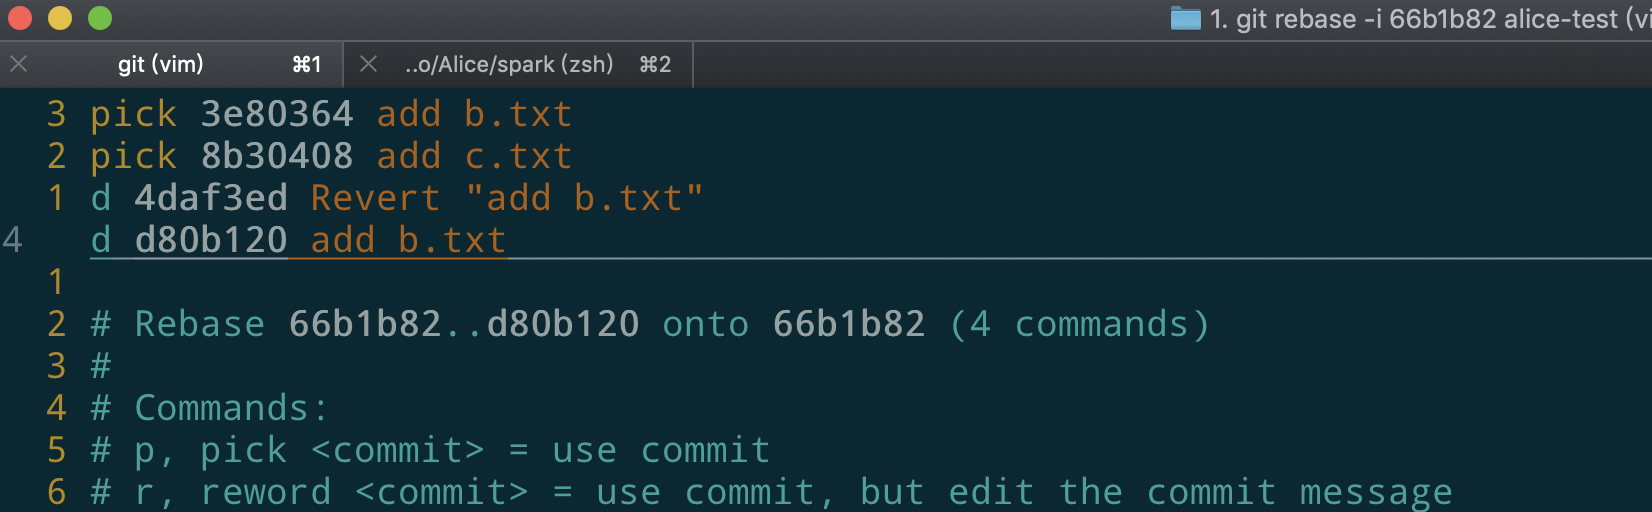 1. git rebase -i 66b1b82 alice-test
git (vim) ⌘1 ..o/Alice/spark (zsh) ⌘2
3 pick 3e80364 add b.txt
2 pick 8b30408 add c.txt
1 d 4daf3ed Revert "add b.txt"
4 d d80b120 add b.txt
1
2 # Rebase 66b1b82..d80b120 onto 66b1b82 (4 commands)
3 #
4 # Commands:
5 # p, pick <commit> = use commit
6 # r, reword <commit> = use commit, but edit the commit message